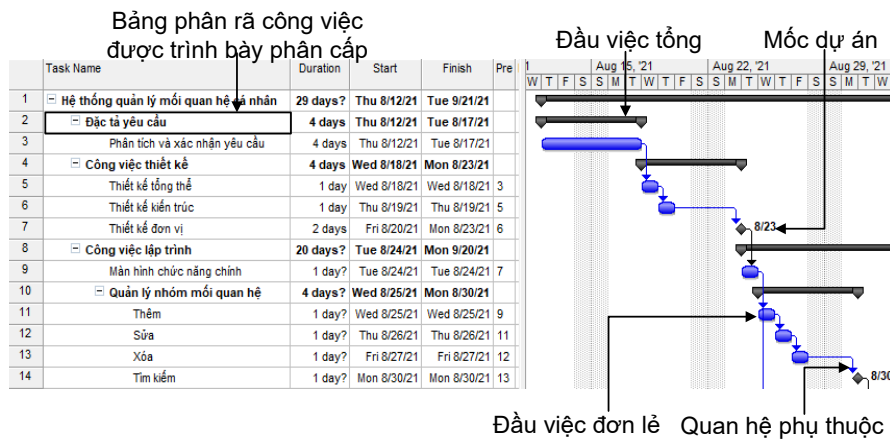 Bảng phân rã công việc
được trình bày phân cấp
Đầu việc tổng
Mốc dự án
Task Name Duration Start Finish Pre
1 Aug 15, '21 Aug 22, '21 Aug 29, '21
W T F S S M T W T F S S M T W T F S S M T W
1 Hệ thống quản lý mối quan hệ cá nhân 29 days? Thu 8/12/21 Tue 9/21/21
2 Đặc tả yêu cầu 4 days Thu 8/12/21 Tue 8/17/21
3 Phân tích và xác nhận yêu cầu 4 days Thu 8/12/21 Tue 8/17/21
4 Công việc thiết kế 4 days Wed 8/18/21 Mon 8/23/21
5 Thiết kế tổng thể 1 day Wed 8/18/21 Wed 8/18/21 3
6 Thiết kế kiến trúc 1 day Thu 8/19/21 Thu 8/19/21 5
7 Thiết kế đơn vị 2 days Fri 8/20/21 Mon 8/23/21 6
8/23
8 Công việc lập trình 20 days? Tue 8/24/21 Mon 9/20/21
9 Màn hình chức năng chính 1 day? Tue 8/24/21 Tue 8/24/21 7
10 Quản lý nhóm mối quan hệ 4 days? Wed 8/25/21 Mon 8/30/21
11 Thêm 1 day? Wed 8/25/21 Wed 8/25/21 9
12 Sửa 1 day? Thu 8/26/21 Thu 8/26/21 11
13 Xóa 1 day? Fri 8/27/21 Fri 8/27/21 12
14 Tìm kiếm 1 day? Mon 8/30/21 Mon 8/30/21 13
8/30
Đầu việc đơn lẻ
Quan hệ phụ thuộc